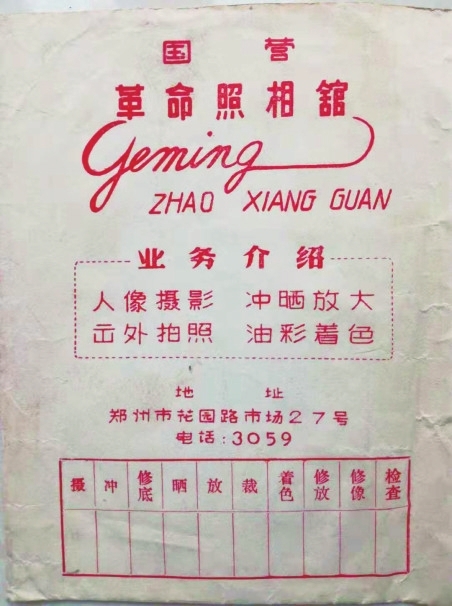 国营
革命照相舘
Geming
ZHAO XIANG GUAN
业务介绍
人像摄影 冲晒放大
出外拍照 油彩着色
地址
郑州市花园路市场27号
电话:3059
摄 冲 修底 晒 放 裁 着色 修放 修像 检查